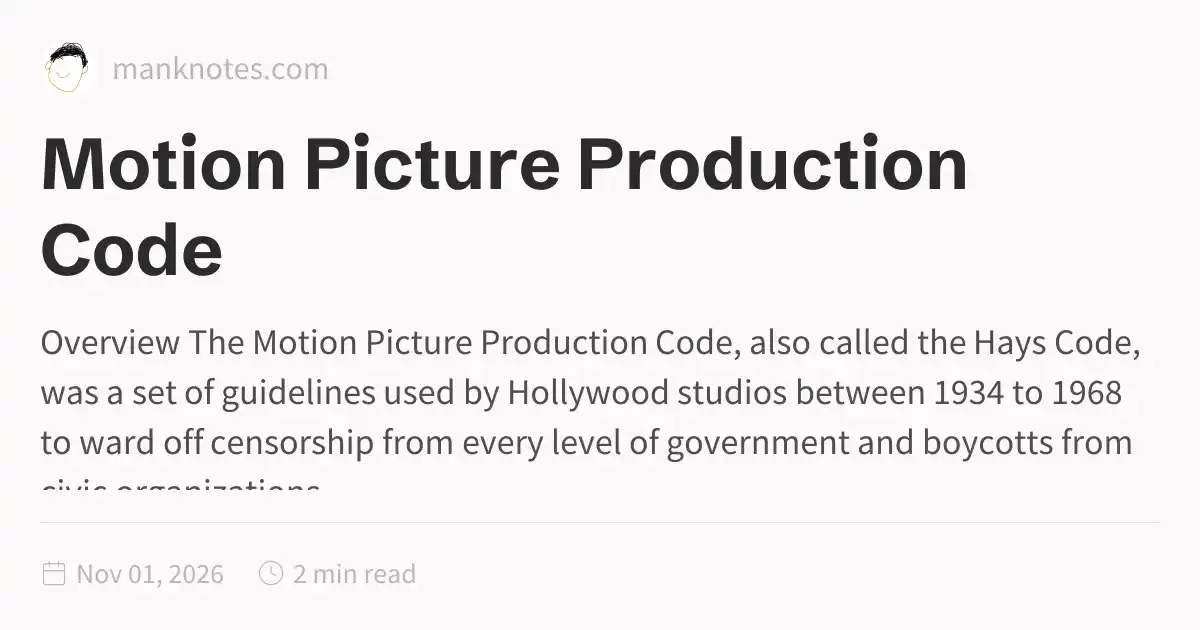 manknotes.com
Motion Picture Production
Code
Overview The Motion Picture Production Code, also called the Hays Code,
was a set of guidelines used by Hollywood studios between 1934 to 1968
to ward off censorship from every level of government and boycotts from
civic organizations
Nov 01, 2026
2 min read